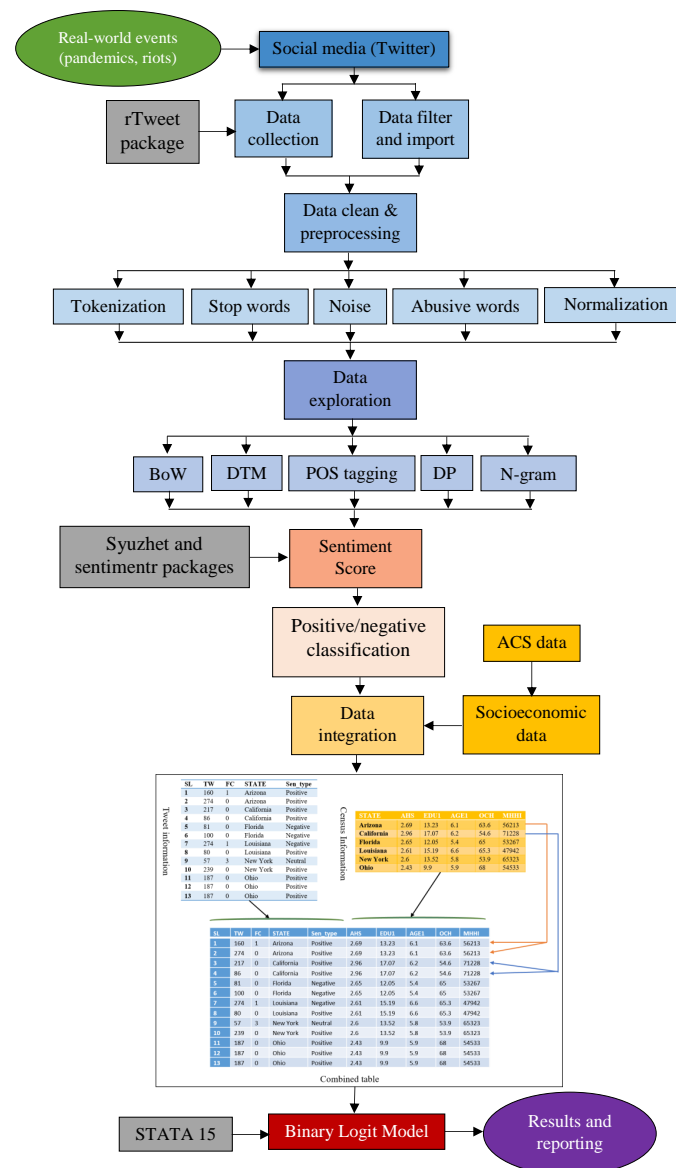 Real-world events
(pandemics, riots)
Social media (Twitter)
rTweet
package
Data
collection
Data filter
and import
Data clean &
preprocessing
Tokenization
Stop words
Noise
Abusive words
Normalization
Data
exploration
BoW
DTM
POS tagging
DP
N-gram
Syuzhet and
sentimentr packages
Sentiment
Score
Positive/negative
classification
ACS data
Data
integration
Socioeconomic
data
Tweet information
SL TW FC STATE Sen_type
1 160 1 Arizona Positive
2 274 0 Arizona Positive
3 217 0 California Positive
4 86 0 California Positive
5 81 0 Florida Negative
6 100 0 Florida Negative
7 274 1 Louisiana Negative
8 80 0 Louisiana Positive
9 57 3 New York Neutral
10 239 0 New York Positive
11 187 0 Ohio Positive
12 187 0 Ohio Positive
13 187 0 Ohio Positive
Census Information
STATE AHS EDU1 AGE1 OCH MHHI
Arizona 2.69 13.23 6.1 63.6 56213
California 2.96 17.07 6.2 54.6 71228
Florida 2.65 12.05 5.4 65 53267
Louisiana 2.61 15.19 6.6 65.3 47942
New York 2.6 13.52 5.8 53.9 65323
Ohio 2.43 9.9 5.9 68 54533
SL TW FC STATE Sen_type AHS EDU1 AGE1 OCH MHHI
1 160 1 Arizona Positive 2.69 13.23 6.1 63.6 56213
2 274 0 Arizona Positive 2.69 13.23 6.1 63.6 56213
3 217 0 California Positive 2.96 17.07 6.2 54.6 71228
4 86 0 California Positive 2.96 17.07 6.2 54.6 71228
5 81 0 Florida Negative 2.65 12.05 5.4 65 53267
6 100 0 Florida Negative 2.65 12.05 5.4 65 53267
7 274 1 Louisiana Negative 2.61 15.19 6.6 65.3 47942
8 80 0 Louisiana Positive 2.61 15.19 6.6 65.3 47942
9 57 3 New York Neutral 2.6 13.52 5.8 53.9 65323
10 239 0 New York Positive 2.6 13.52 5.8 53.9 65323
11 187 0 Ohio Positive 2.43 9.9 5.9 68 54533
12 187 0 Ohio Positive 2.43 9.9 5.9 68 54533
13 187 0 Ohio Positive 2.43 9.9 5.9 68 54533
Combined table
STATA 15
Binary Logit Model
Results and
reporting